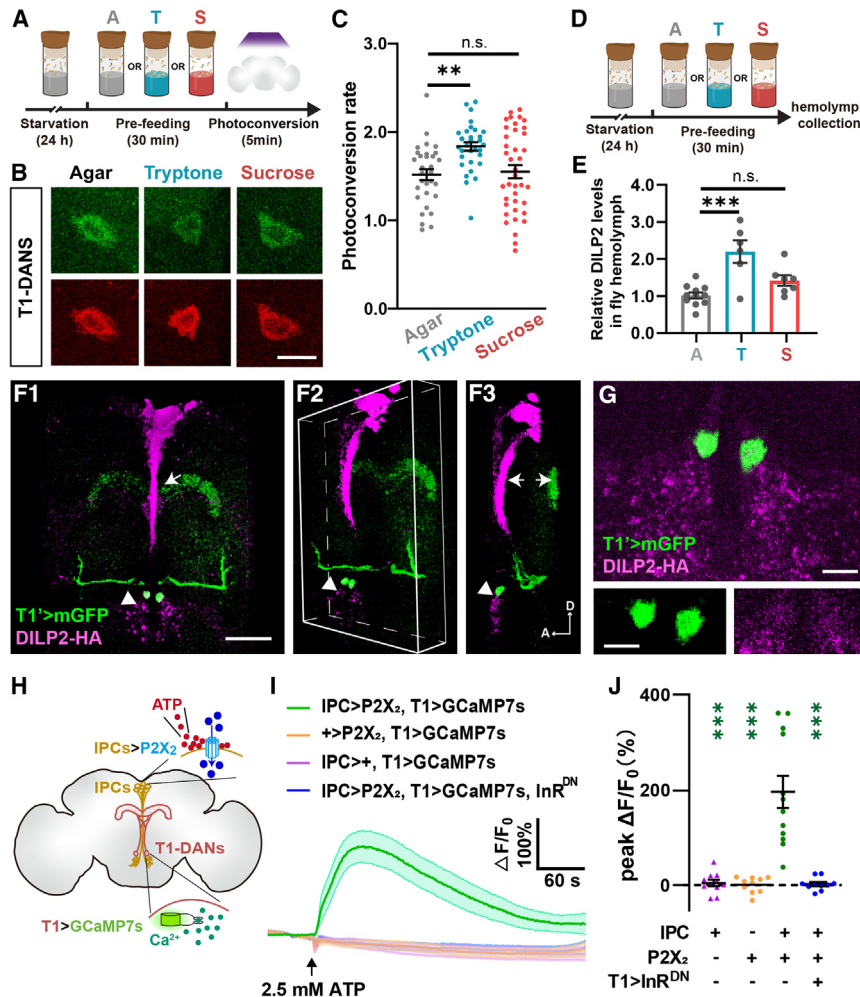 A
A T S
OR OR
Starvation (24 h)
Pre-feeding (30 min)
Photoconversion (5min)
B
Agar Tryptone Sucrose
T1-DANS
C
Photoconversion rate
3.0
2.0
1.0
0.0
n.s.
**
Agar
Tryptone
Sucrose
D
A T S
OR OR
Starvation (24 h)
Pre-feeding (30 min)
hemolymp collection
E
Relative DILP2 levels
in fly hemolymph
4.0
3.0
2.0
1.0
0.0
n.s.
***
A T S
F1
T1'>mGFP
DILP2-HA
F2
F3
D
A
G
T1'>mGFP
DILP2-HA
H
ATP
IPCs>P2X₂
IPCs
T1-DANs
T1>GCaMP7s
Ca²⁺
I
IPC>P2X₂, T1>GCaMP7s
+>P2X₂, T1>GCaMP7s
IPC>+, T1>GCaMP7s
IPC>P2X₂, T1>GCaMP7s, InRᴰᴺ
△F/F₀
100%
60 s
2.5 mM ATP
J
peak ΔF/F₀(%)
400
200
0
*** *** ***
IPC + - + +
P2X₂ - + + +
T1>InRᴰᴺ - - - +